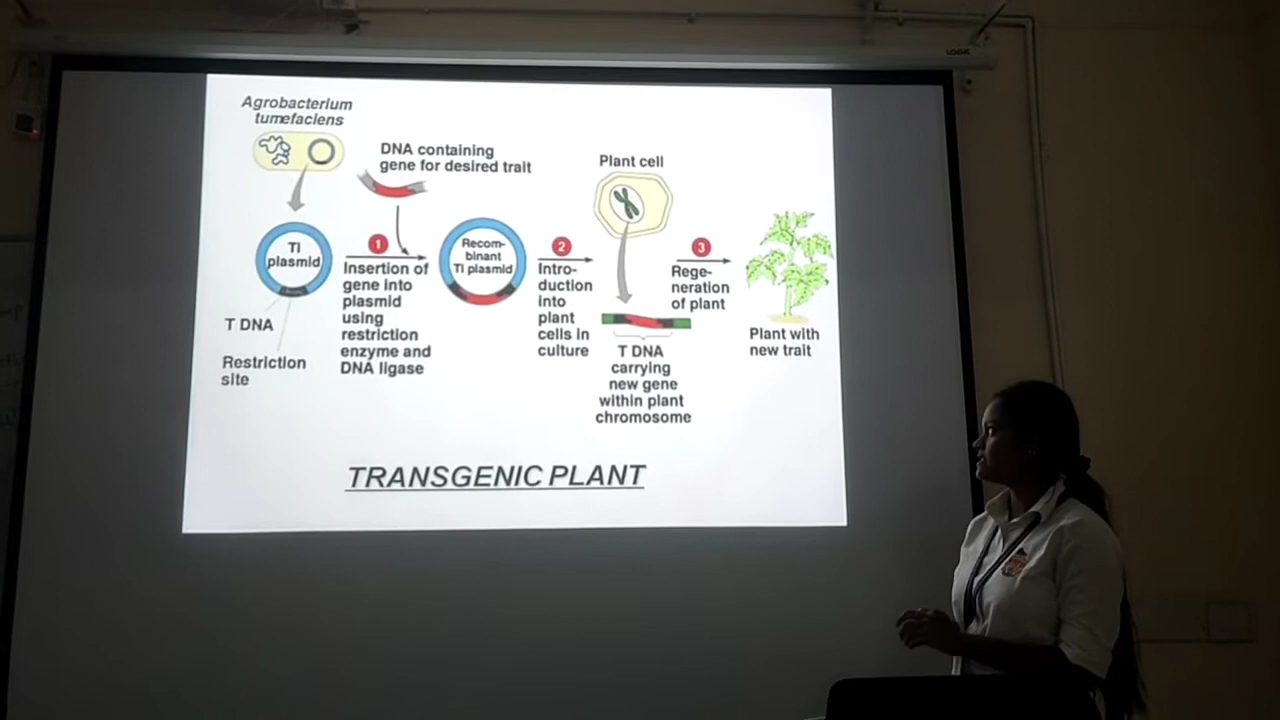 LOGIC
Agrobacterium
tumefaciens
DNA containing
gene for desired trait
Plant cell
TI
plasmid
1
Recom-
binant
TI plasmid
2
3
Insertion of
gene into
plasmid
using
restriction
enzyme and
DNA ligase
Intro-
duction
into
plant
cells in
culture
Rege-
neration
of plant
T DNA
Restriction
site
T DNA
carrying
new gene
within plant
chromosome
Plant with
new trait
TRANSGENIC PLANT